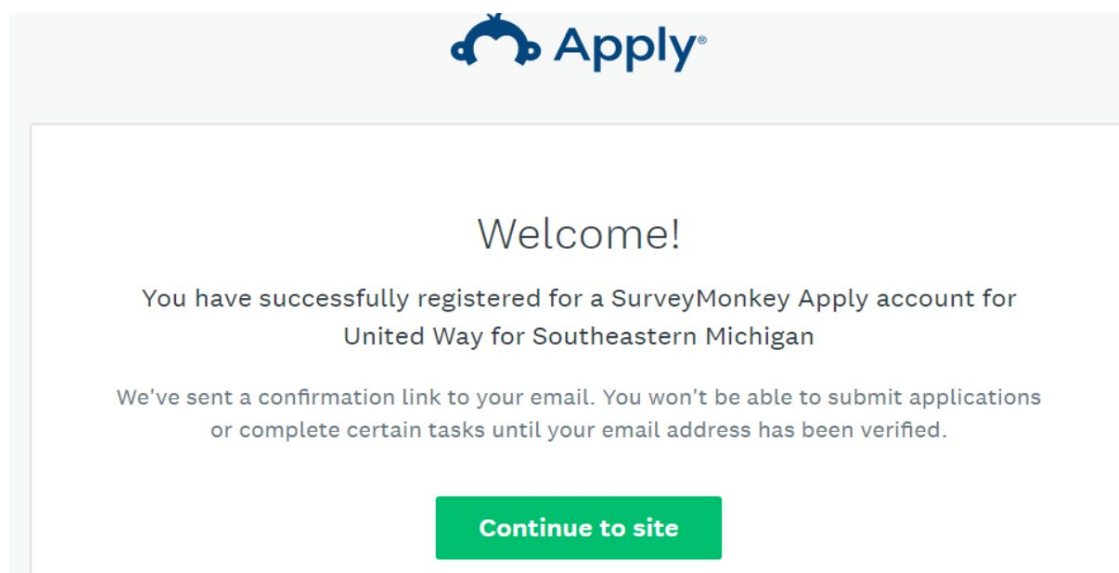 Apply®
Welcome!
You have successfully registered for a SurveyMonkey Apply account for
United Way for Southeastern Michigan
We've sent a confirmation link to your email. You won't be able to submit applications
or complete certain tasks until your email address has been verified.
Continue to site